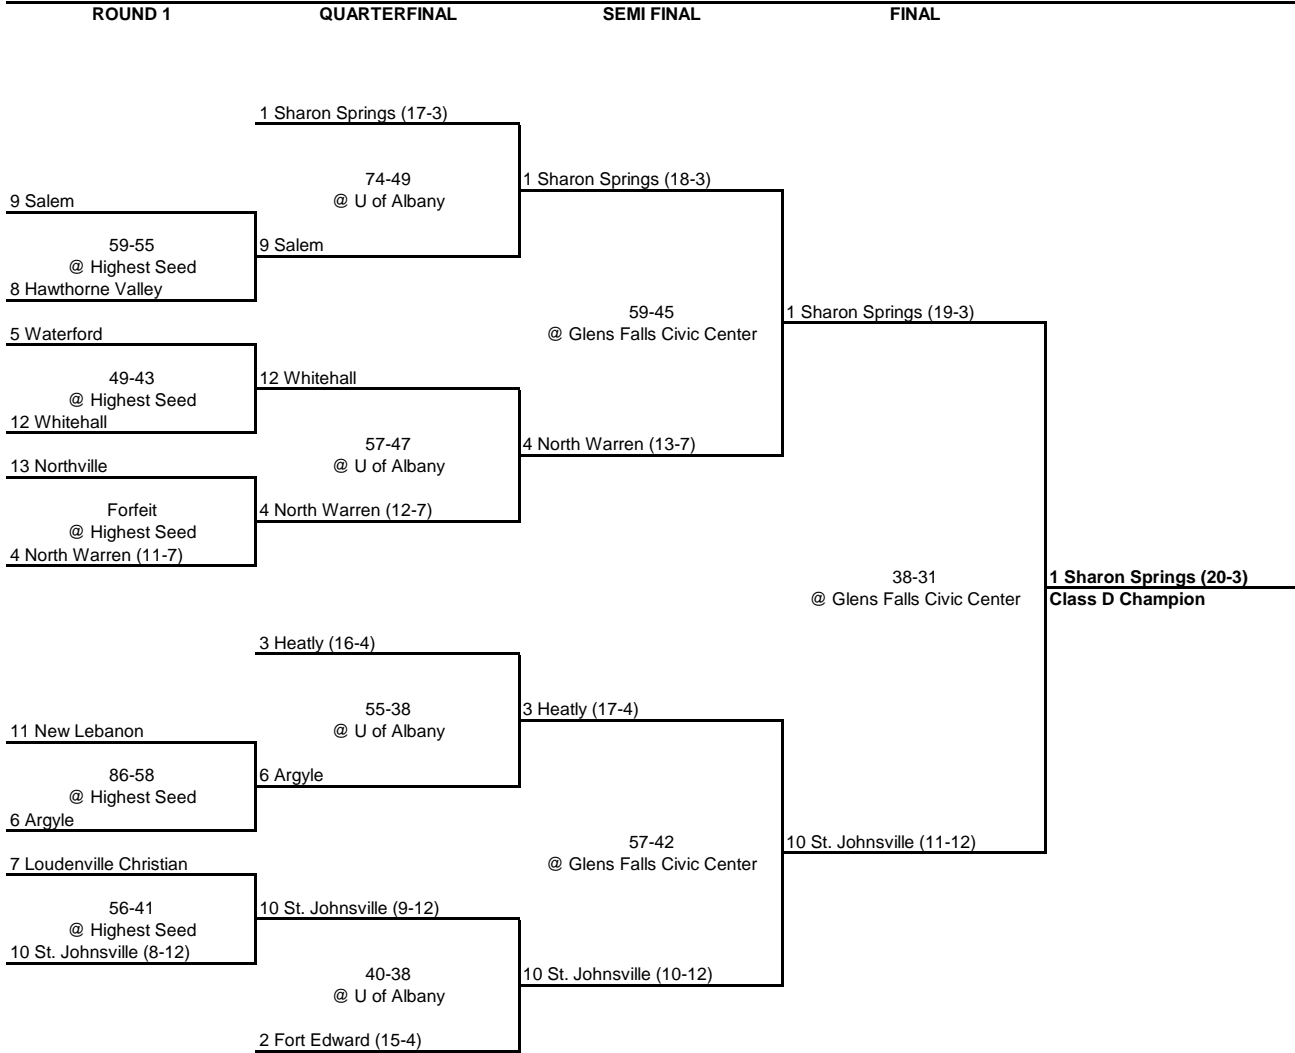 ROUND 1 QUARTERFINAL SEMI FINAL FINAL
1 Sharon Springs (17-3)
74-49
@ U of Albany
1 Sharon Springs (18-3)
9 Salem
59-55
@ Highest Seed
9 Salem
8 Hawthorne Valley
59-45
@ Glens Falls Civic Center
1 Sharon Springs (19-3)
5 Waterford
49-43
@ Highest Seed
12 Whitehall
12 Whitehall
57-47
@ U of Albany
4 North Warren (13-7)
13 Northville
Forfeit
@ Highest Seed
4 North Warren (12-7)
4 North Warren (11-7)
38-31
@ Glens Falls Civic Center
1 Sharon Springs (20-3)
Class D Champion
3 Heatly (16-4)
55-38
@ U of Albany
3 Heatly (17-4)
11 New Lebanon
86-58
@ Highest Seed
6 Argyle
6 Argyle
57-42
@ Glens Falls Civic Center
10 St. Johnsville (11-12)
7 Loudenville Christian
56-41
@ Highest Seed
10 St. Johnsville (9-12)
10 St. Johnsville (8-12)
40-38
@ U of Albany
10 St. Johnsville (10-12)
2 Fort Edward (15-4)